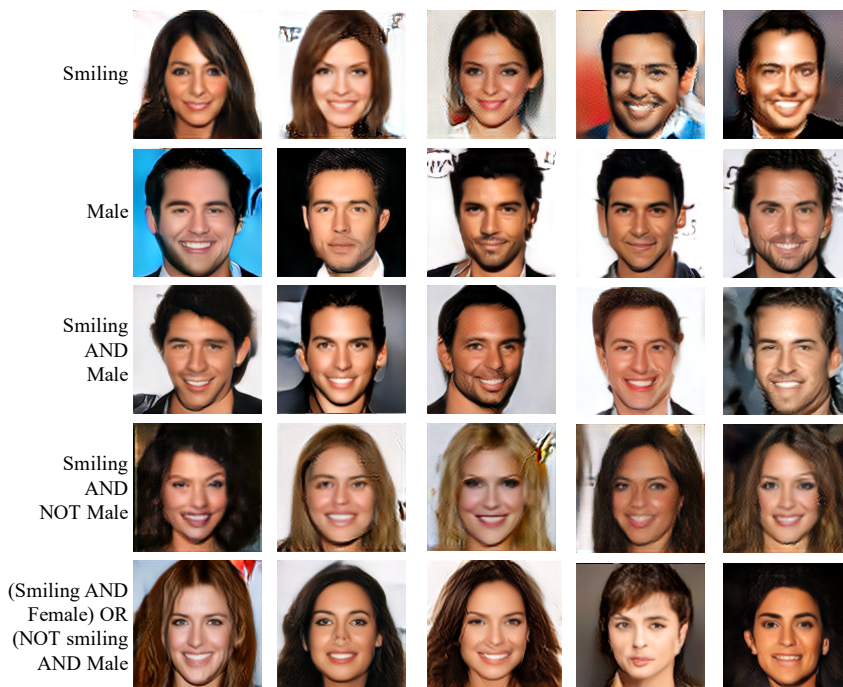 Smiling
Male
Smiling
AND
Male
Smiling
AND
NOT Male
(Smiling AND
Female) OR
(NOT smiling
AND Male